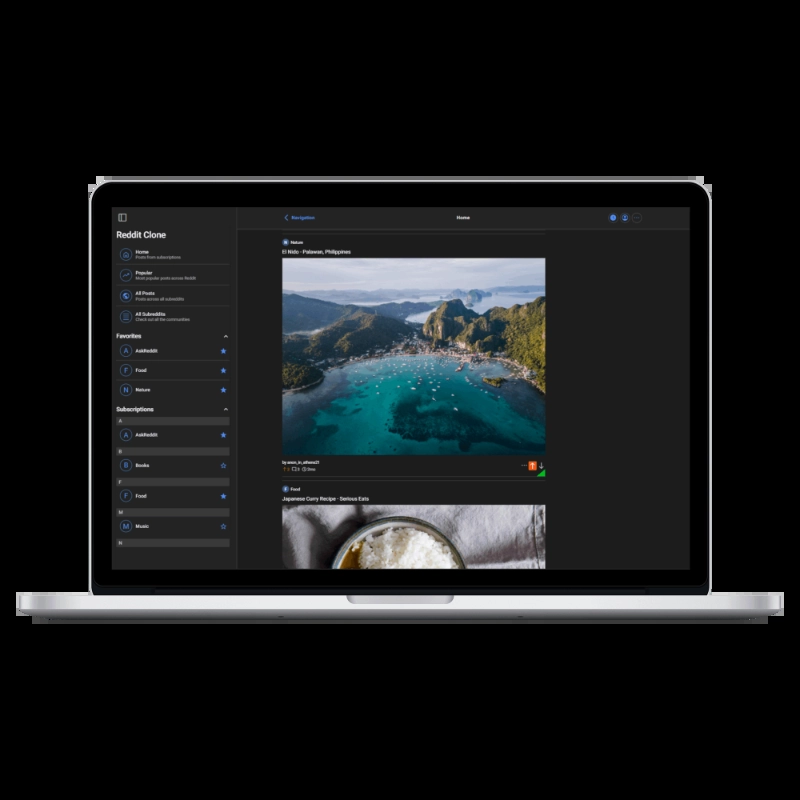 Reddit Clone
Home
Posts from subscriptions
Popular
Most popular posts across Reddit
All Posts
Posts across all subreddits
All Subreddits
Check out all the communities
Favorites
A AskReddit
F Food
N Nature
Subscriptions
A
A AskReddit
B
B Books
F
F Food
M
M Music
N
Navigation
Home
N Nature
El Nido - Palawan, Philippines
F Food
Japanese Curry Recipe - Serious Eats